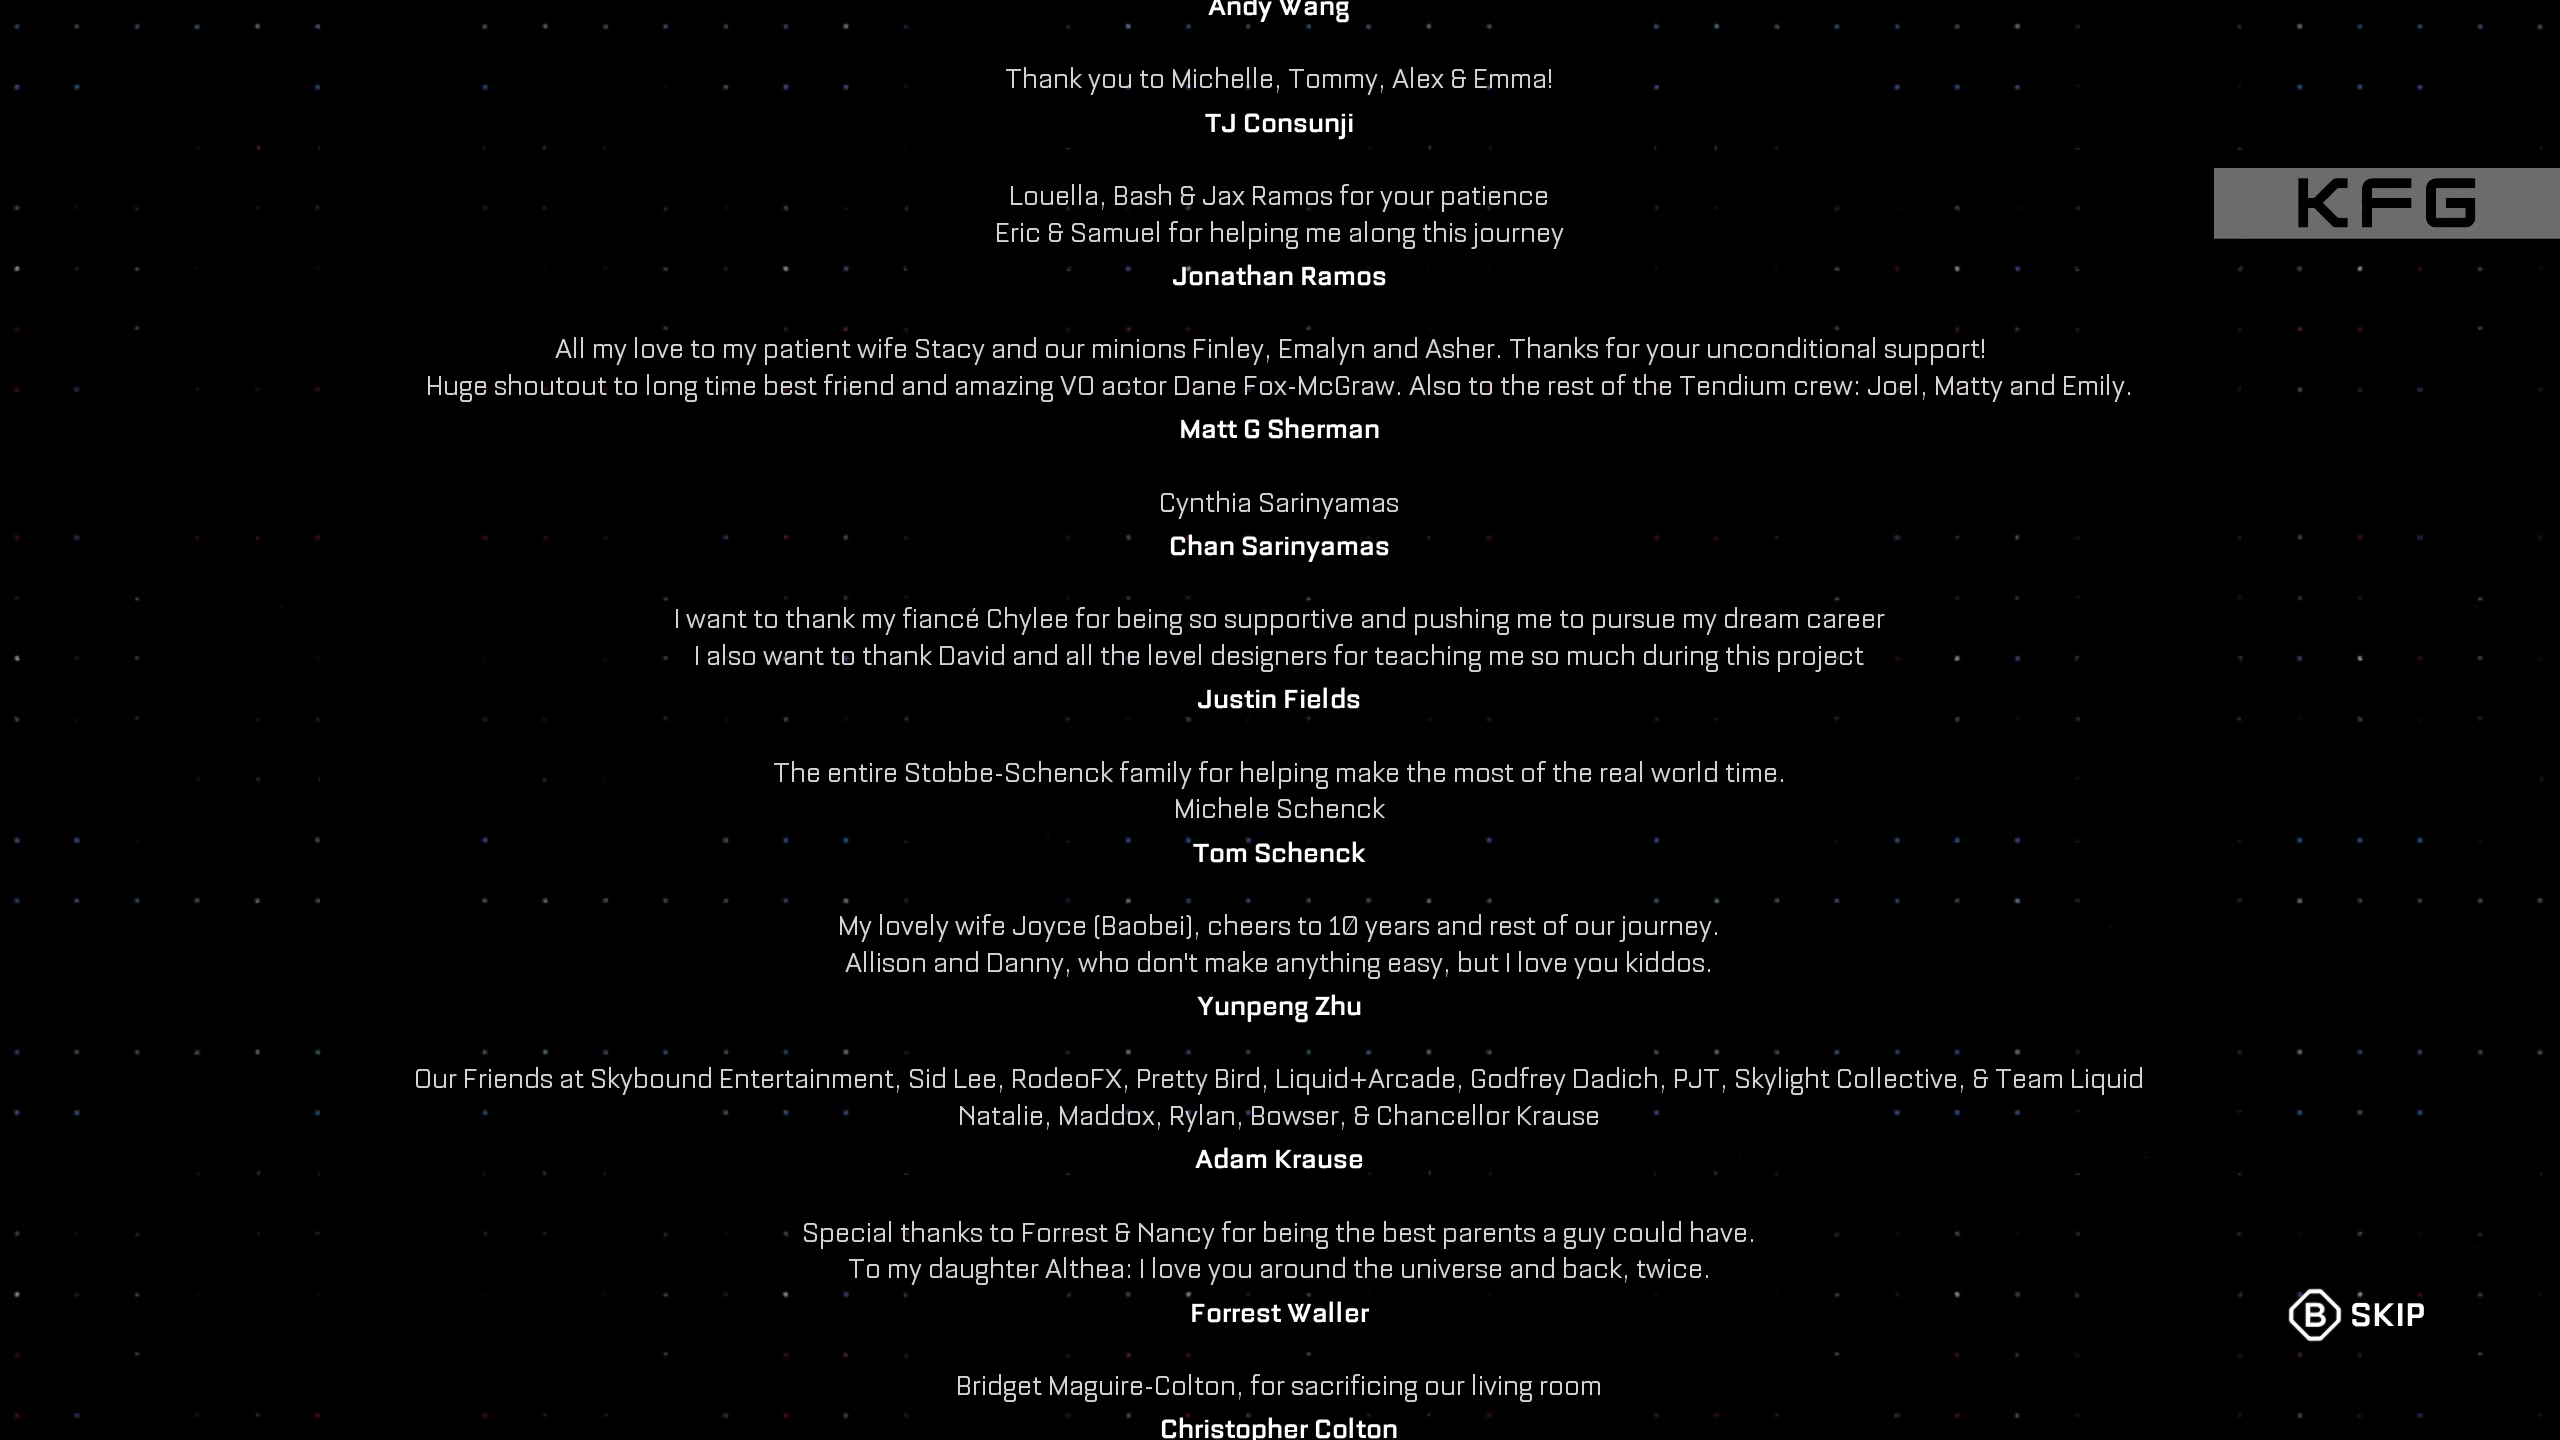 Andy Wang
Thank you to Michelle, Tommy, Alex & Emma!
TJ Consunji
KFG
Louella, Bash & Jax Ramos for your patience
Eric & Samuel for helping me along this journey
Jonathan Ramos
All my love to my patient wife Stacy and our minions Finley, Emalyn and Asher. Thanks for your unconditional support!
Huge shoutout to long time best friend and amazing VO actor Dane Fox-McGraw. Also to the rest of the Tendium crew: Joel, Matty and Emily.
Matt G Sherman
Cynthia Sarinyamas
Chan Sarinyamas
I want to thank my fiancé Chylee for being so supportive and pushing me to pursue my dream career
I also want to thank David and all the level designers for teaching me so much during this project
Justin Fields
The entire Stobbe-Schenck family for helping make the most of the real world time.
Michele Schenck
Tom Schenck
My lovely wife Joyce (Baobei), cheers to 10 years and rest of our journey.
Allison and Danny, who don't make anything easy, but I love you kiddos.
Yunpeng Zhu
Our Friends at Skybound Entertainment, Sid Lee, RodeoFX, Pretty Bird, Liquid+Arcade, Godfrey Dadich, PJT, Skylight Collective, & Team Liquid
Natalie, Maddox, Rylan, Bowser, & Chancellor Krause
Adam Krause
Special thanks to Forrest & Nancy for being the best parents a guy could have.
To my daughter Althea: I love you around the universe and back, twice.
Forrest Waller
B SKIP
Bridget Maguire-Colton, for sacrificing our living room
Christopher Colton